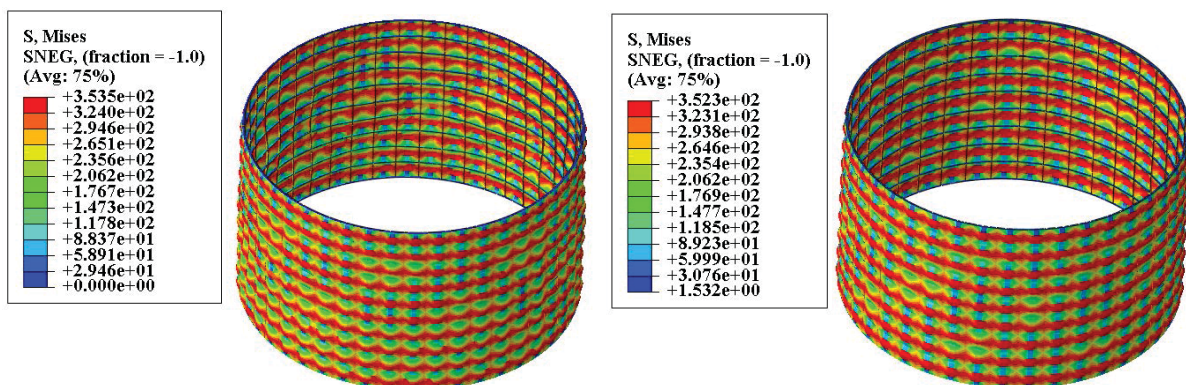 S, Mises
SNEG, (fraction = -1.0)
(Avg: 75%)
+3.535e+02
+3.240e+02
+2.946e+02
+2.651e+02
+2.356e+02
+2.062e+02
+1.767e+02
+1.473e+02
+1.178e+02
+8.837e+01
+5.891e+01
+2.946e+01
+0.000e+00
S, Mises
SNEG, (fraction = -1.0)
(Avg: 75%)
+3.523e+02
+3.231e+02
+2.938e+02
+2.646e+02
+2.354e+02
+2.062e+02
+1.769e+02
+1.477e+02
+1.185e+02
+8.923e+01
+5.999e+01
+3.076e+01
+1.532e+00